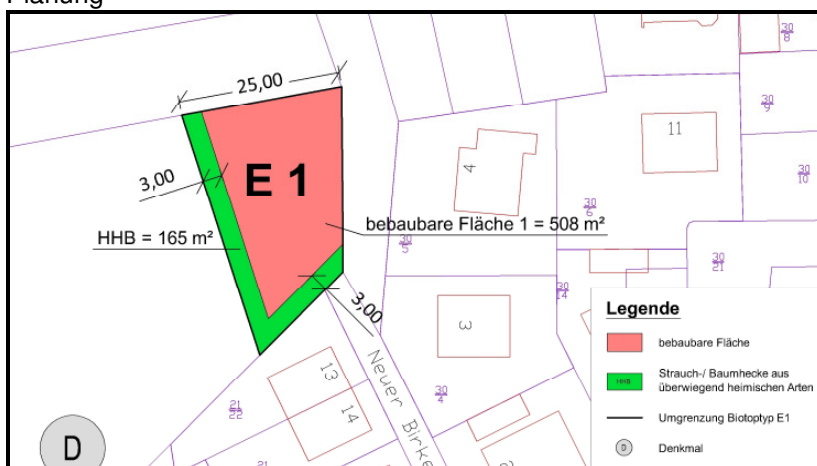 Planung
25,00
3,00
E 1
HHB = 165 m²
bebaubare Fläche 1 = 508 m²
3,00
4
11
3
13
14
Neuer Birke
D
30
8
30
9
30
10
30
6
30
5
30
21
30
14
30
4
21
22
21
Legende
bebaubare Fläche
HHB
Strauch-/ Baumhecke aus
überwiegend heimischen Arten
Umgrenzung Biotoptyp E1
D
Denkmal